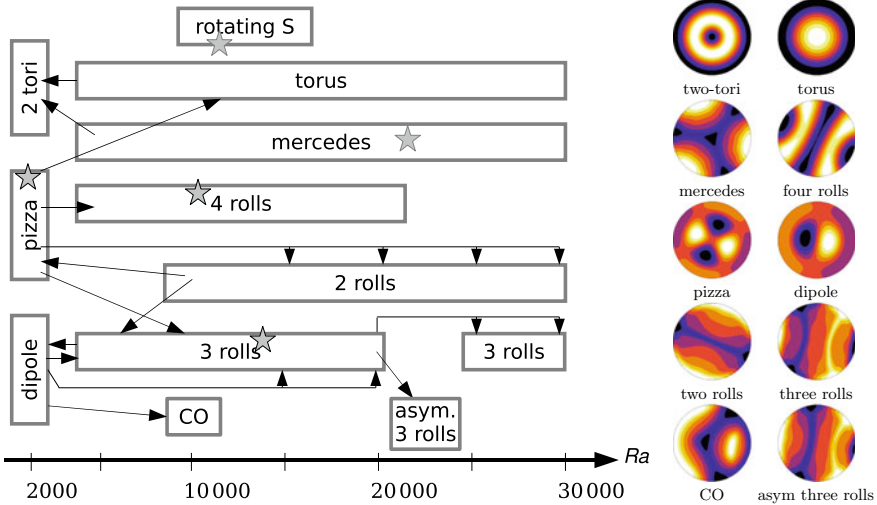 rotating S
2 tori
torus
mercedes
pizza
4 rolls
2 rolls
dipole
3 rolls
3 rolls
CO
asym.
3 rolls
Ra
2000
10 000
20 000
30 000
two-tori
torus
mercedes
four rolls
pizza
dipole
two rolls
three rolls
CO
asym three rolls